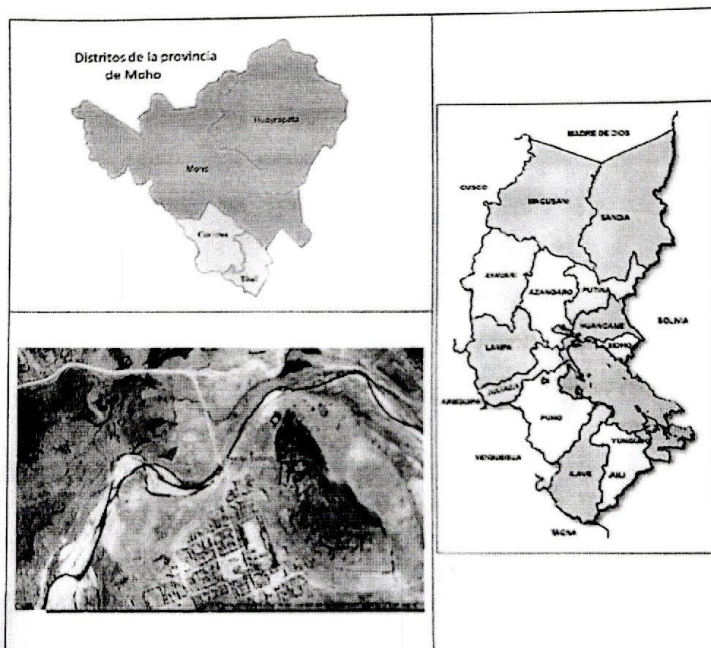 Distritos de la provincia
de Moho
Huayrapata
Moho
Conima
Tilali
MADRE DE DIOS
CUSCO
MACUSANI
SANDIA
AYAVIRI
AZANGARO
PUTINA
HUANCANE
BOLIVIA
LAMPA
MOHO
JULIACA
AREQUIPA
PUNO
YUNGUYO
MOQUEGUA
ILAVE
JULI
TACNA